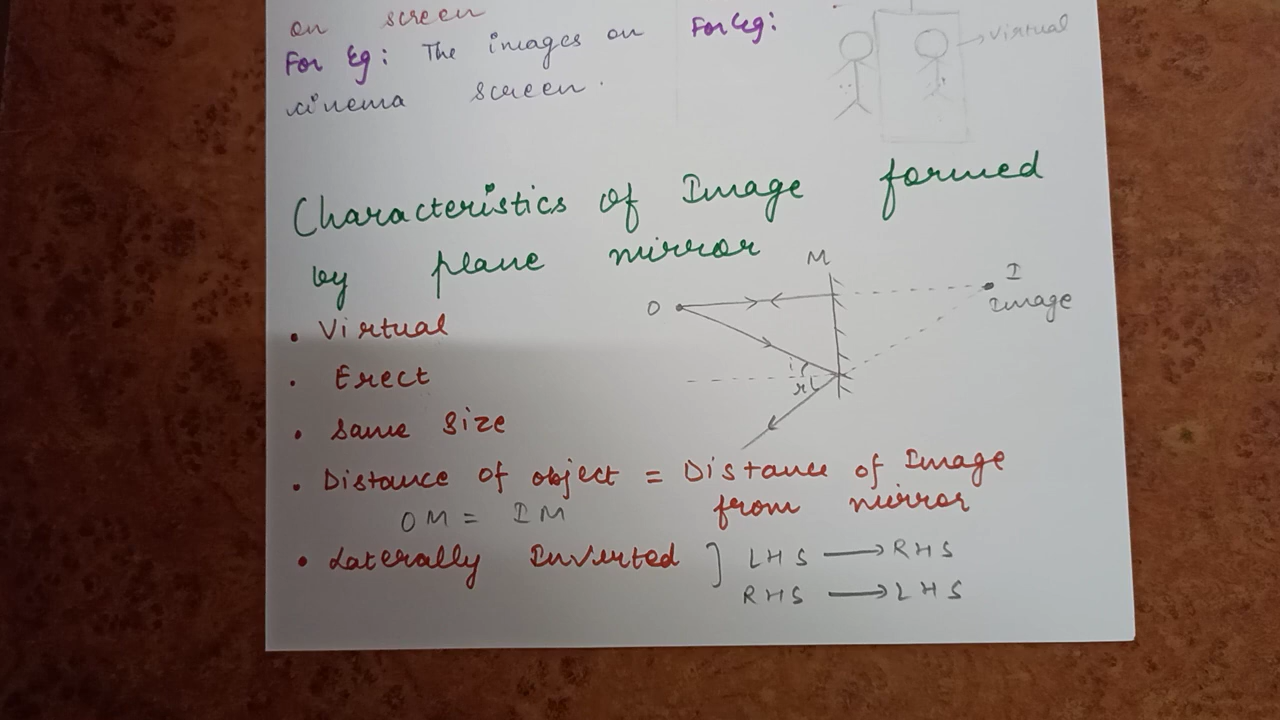 on screen
For Eg: The images on
cinema screen.
For eg:
virtual
Characteristics of Image formed
by plane mirror
M
O
I
Image
r
• Virtual
• Erect
• Same Size
• Distance of object = Distance of Image
from mirror
OM = IM
• Laterally Inverted ] LHS → RHS
RHS → LHS